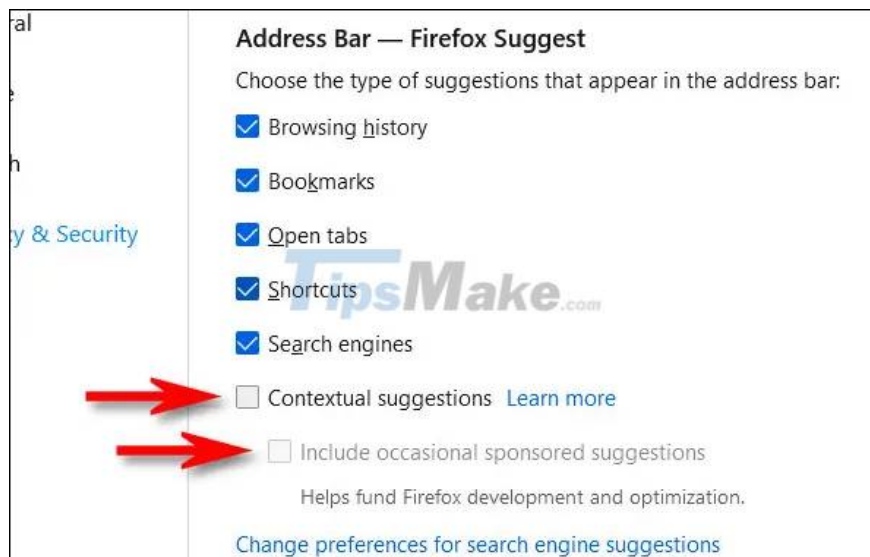 ral
Address Bar — Firefox Suggest
Choose the type of suggestions that appear in the address bar:
e
Browsing history
h
Bookmarks
y & Security
Open tabs
TipsMake.com
Shortcuts
Search engines
Contextual suggestions Learn more
Include occasional sponsored suggestions
Helps fund Firefox development and optimization.
Change preferences for search engine suggestions